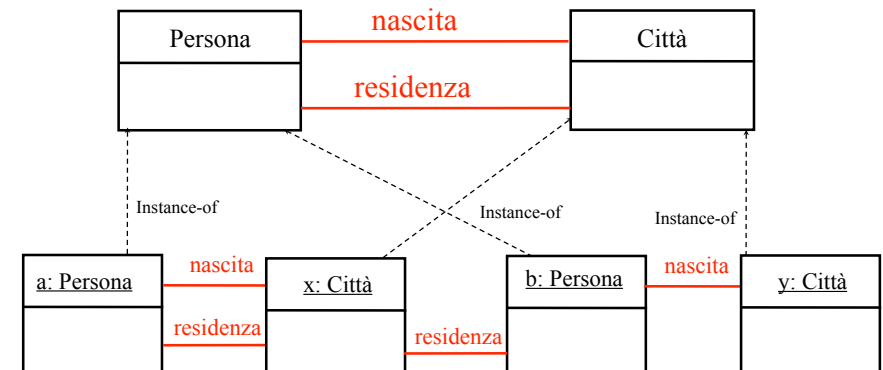 nascita
Persona
Città
residenza
Instance-of
Instance-of
Instance-of
a: Persona
nascita
x: Città
b: Persona
nascita
y: Città
residenza
residenza